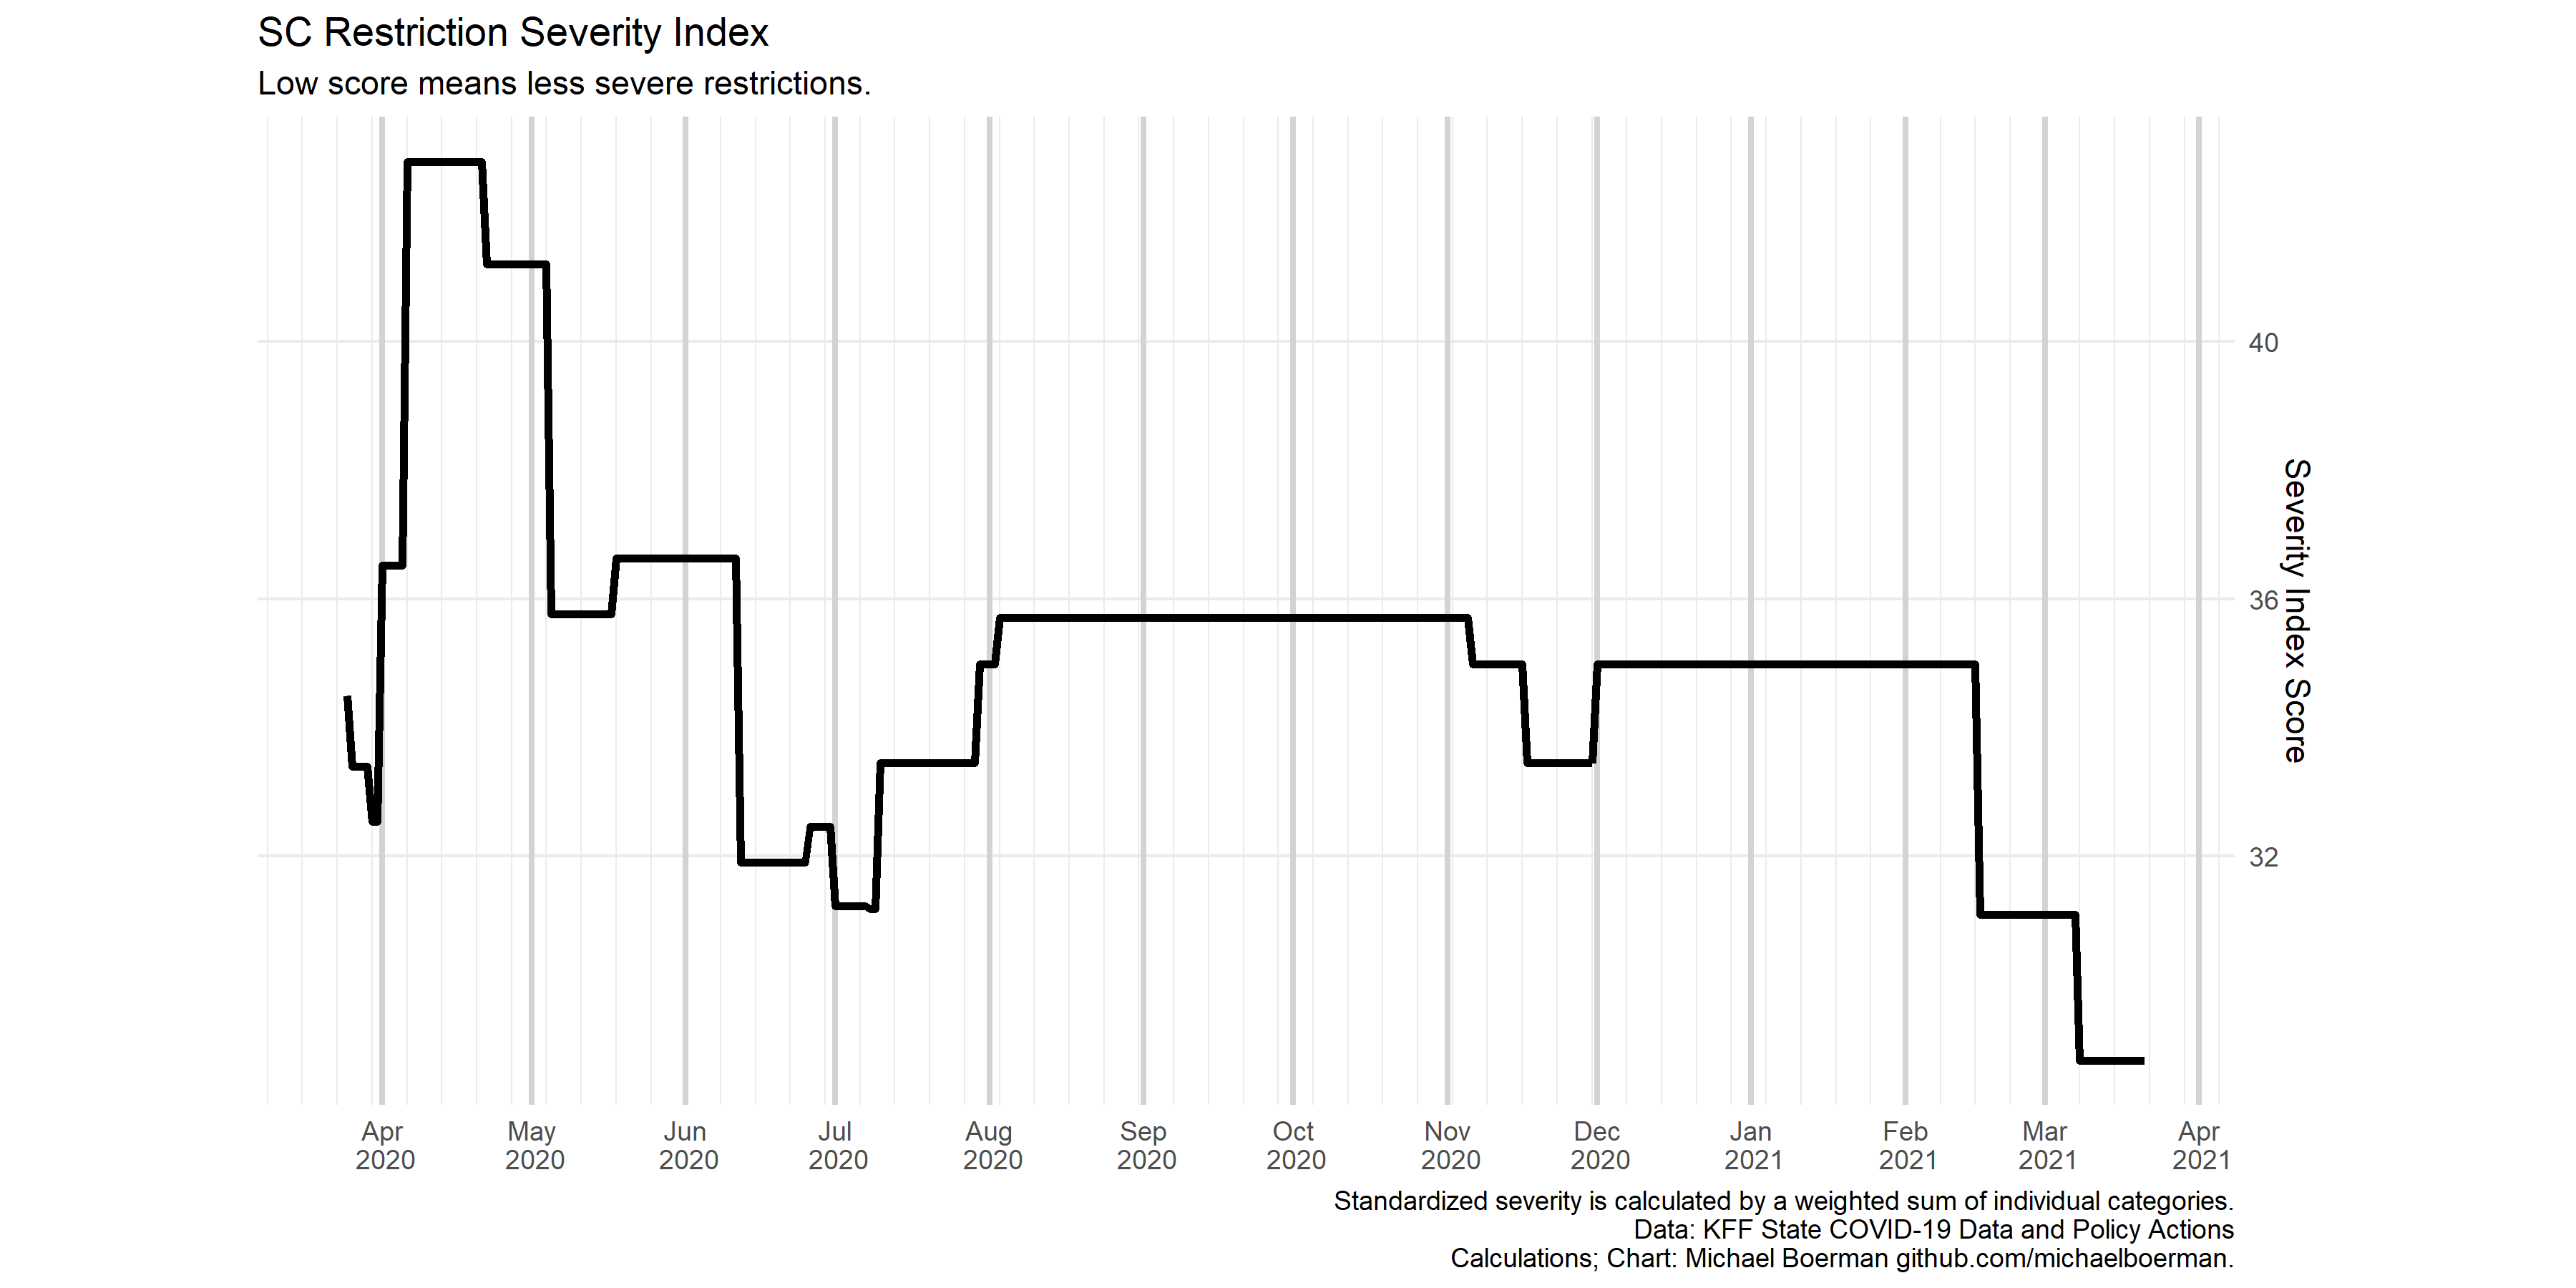 SC Restriction Severity Index
Low score means less severe restrictions.
40
36
32
Severity Index Score
Apr
2020
May
2020
Jun
2020
Jul
2020
Aug
2020
Sep
2020
Oct
2020
Nov
2020
Dec
2020
Jan
2021
Feb
2021
Mar
2021
Apr
2021
Standardized severity is calculated by a weighted sum of individual categories.
Data: KFF State COVID-19 Data and Policy Actions
Calculations; Chart: Michael Boerman github.com/michaelboerman.